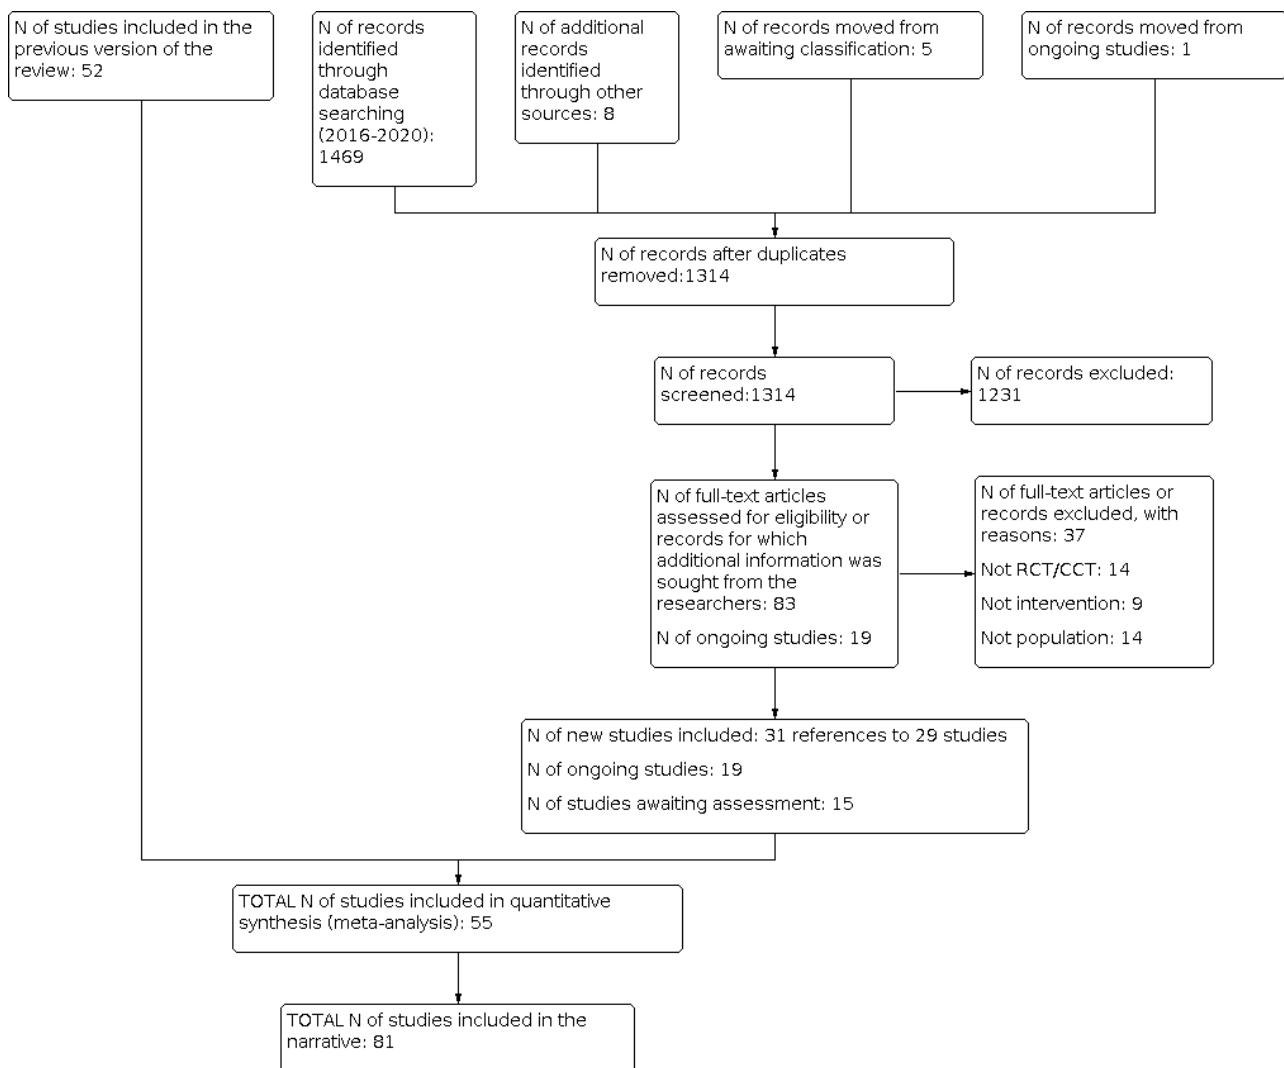 N of studies included in the
previous version of the
review: 52
N of records
identified
through
database
searching
(2016-2020):
1469
N of additional
records
identified
through other
sources: 8
N of records moved from
awaiting classification: 5
N of records moved from
ongoing studies: 1
N of records after duplicates
removed:1314
N of records
screened:1314
N of records excluded:
1231
N of full-text articles
assessed for eligibility or
records for which
additional information was
sought from the
researchers: 83
N of ongoing studies: 19
N of full-text articles or
records excluded, with
reasons: 37
Not RCT/CCT: 14
Not intervention: 9
Not population: 14
N of new studies included: 31 references to 29 studies
N of ongoing studies: 19
N of studies awaiting assessment: 15
TOTAL N of studies included in quantitative
synthesis (meta-analysis): 55
TOTAL N of studies included in the
narrative: 81